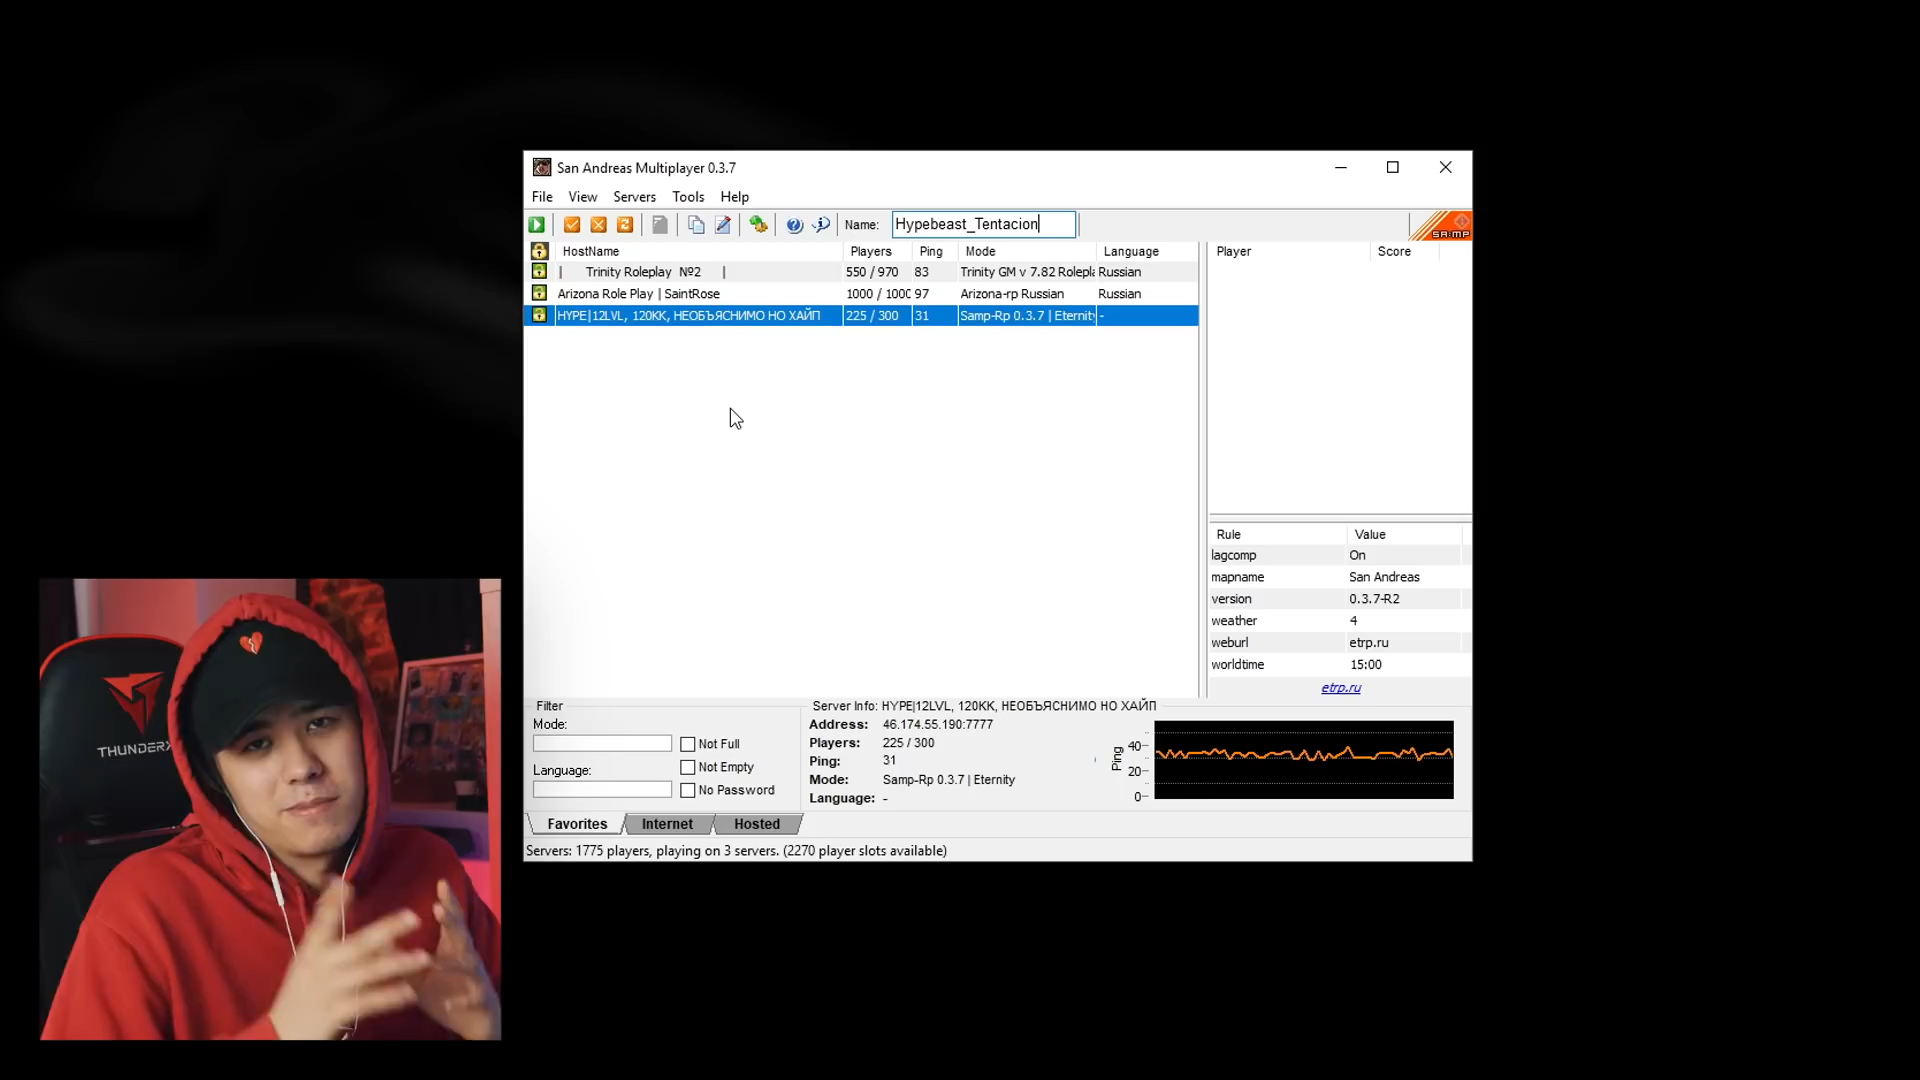 San Andreas Multiplayer 0.3.7
File View Servers Tools Help
Name: Hypebeast_Tentacion
SA:MP
HostName Players Ping Mode Language
| Trinity Roleplay №2 | 550 / 970 83 Trinity GM v 7.82 Rolepla Russian
Arizona Role Play | SaintRose 1000 / 100 97 Arizona-rp Russian Russian
HYPE|12LVL, 120KK, НЕОБЪЯСНИМО НО ХАЙП 225 / 300 31 Samp-Rp 0.3.7 | Eternity -
Player Score
Rule Value
lagcomp On
mapname San Andreas
version 0.3.7-R2
weather 4
weburl etrp.ru
worldtime 15:00
etrp.ru
Filter
Mode:
Not Full
Not Empty
Language:
No Password
Server Info: HYPE|12LVL, 120KK, НЕОБЪЯСНИМО НО ХАЙП
Address: 46.174.55.190:7777
Players: 225 / 300
Ping: 31
Mode: Samp-Rp 0.3.7 | Eternity
Language: -
Ping
40
20
0
Favorites Internet Hosted
Servers: 1775 players, playing on 3 servers. (2270 player slots available)
THUNDERX